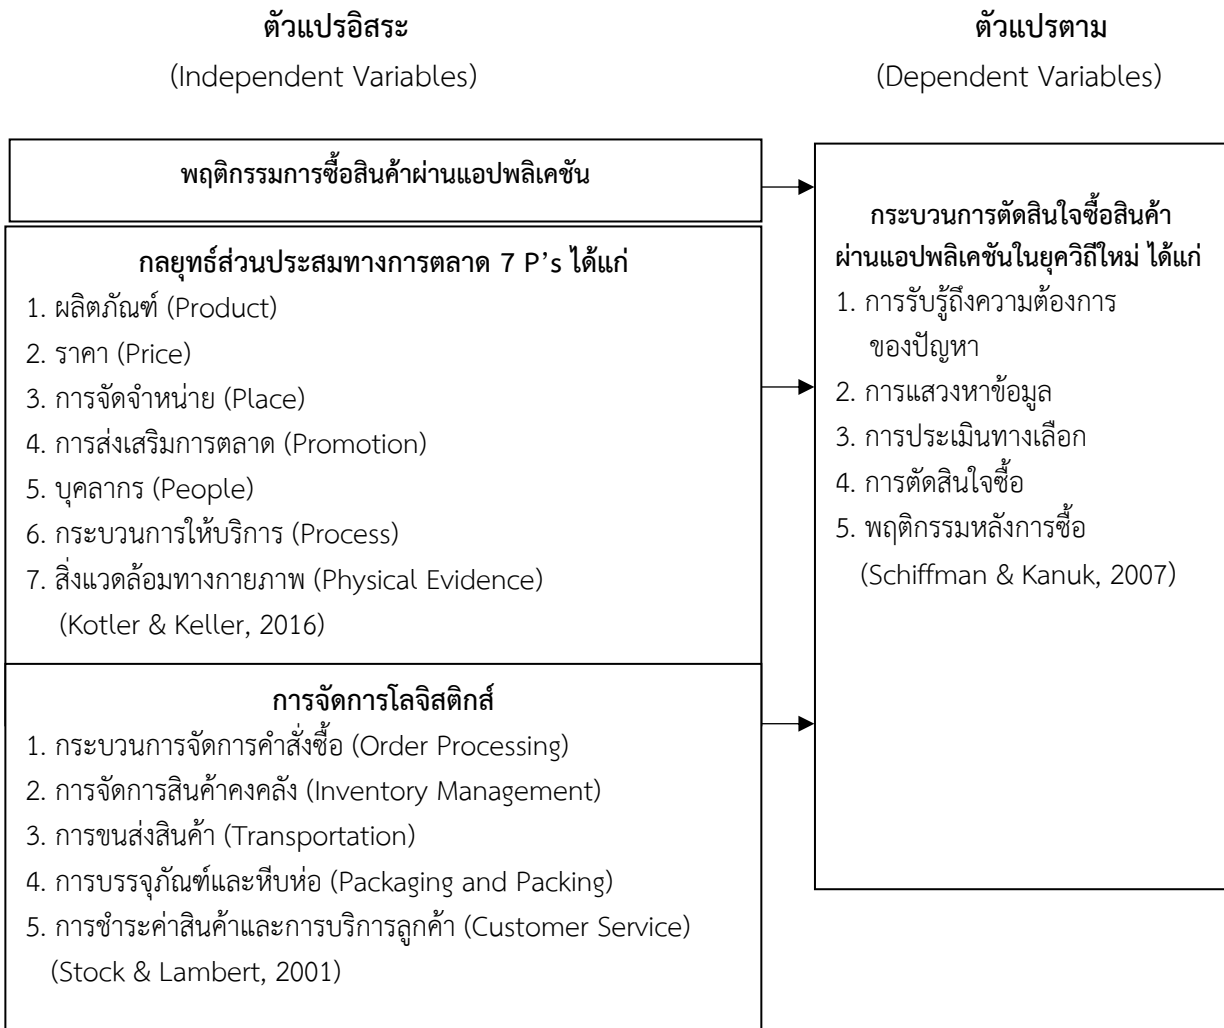 ตัวแปรอิสระ
(Independent Variables)
พฤติกรรมการซื้อสินค้าผ่านแอปพลิเคชัน
กลยุทธ์ส่วนประสมทางการตลาด 7 P’s ได้แก่
1. ผลิตภัณฑ์ (Product)
2. ราคา (Price)
3. การจัดจำหน่าย (Place)
4. การส่งเสริมการตลาด (Promotion)
5. บุคลากร (People)
6. กระบวนการให้บริการ (Process)
7. สิ่งแวดล้อมทางกายภาพ (Physical Evidence)
(Kotler & Keller, 2016)
การจัดการโลจิสติกส์
1. กระบวนการจัดการคำสั่งซื้อ (Order Processing)
2. การจัดการสินค้าคงคลัง (Inventory Management)
3. การขนส่งสินค้า (Transportation)
4. การบรรจุภัณฑ์และหีบห่อ (Packaging and Packing)
5. การชำระค่าสินค้าและการบริการลูกค้า (Customer Service)
(Stock & Lambert, 2001)
ตัวแปรตาม
(Dependent Variables)
กระบวนการตัดสินใจซื้อสินค้า
ผ่านแอปพลิเคชันในยุควิถีใหม่ ได้แก่
1. การรับรู้ถึงความต้องการ
ของปัญหา
2. การแสวงหาข้อมูล
3. การประเมินทางเลือก
4. การตัดสินใจซื้อ
5. พฤติกรรมหลังการซื้อ
(Schiffman & Kanuk, 2007)